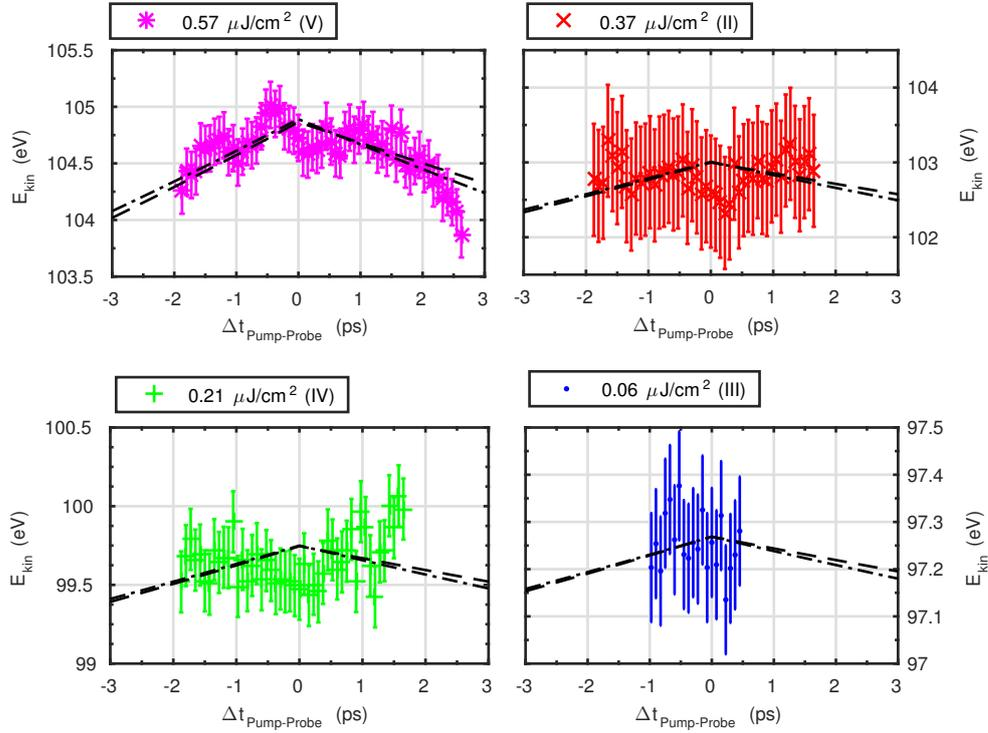 0.57 μJ/cm² (V)
105.5
105
104.5
104
103.5
E_kin (eV)
-3 -2 -1 0 1 2 3
Δt_Pump-Probe (ps)
0.37 μJ/cm² (II)
104
103
102
E_kin (eV)
-3 -2 -1 0 1 2 3
Δt_Pump-Probe (ps)
0.21 μJ/cm² (IV)
100.5
100
99.5
99
E_kin (eV)
-3 -2 -1 0 1 2 3
Δt_Pump-Probe (ps)
0.06 μJ/cm² (III)
97.5
97.4
97.3
97.2
97.1
97
E_kin (eV)
-3 -2 -1 0 1 2 3
Δt_Pump-Probe (ps)